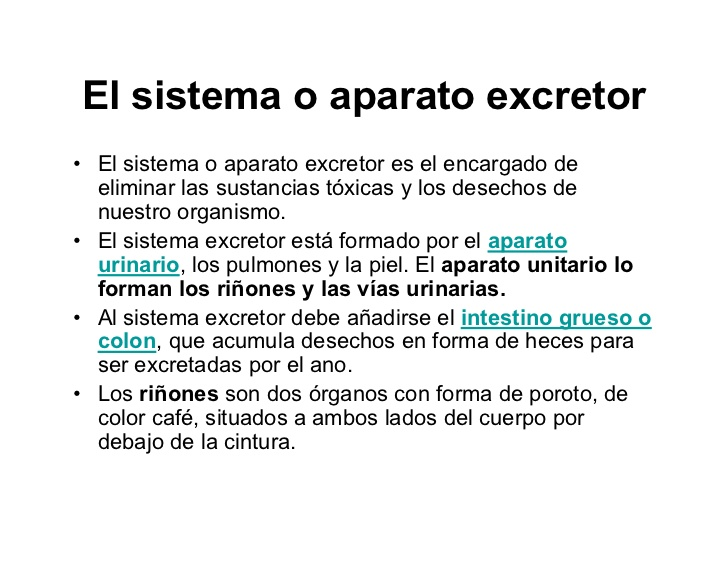 El sistema o aparato excretor
• El sistema o aparato excretor es el encargado de
eliminar las sustancias tóxicas y los desechos de
nuestro organismo.
• El sistema excretor está formado por el aparato
urinario, los pulmones y la piel. El aparato unitario lo
forman los riñones y las vías urinarias.
• Al sistema excretor debe añadirse el intestino grueso o
colon, que acumula desechos en forma de heces para
ser excretadas por el ano.
• Los riñones son dos órganos con forma de poroto, de
color café, situados a ambos lados del cuerpo por
debajo de la cintura.